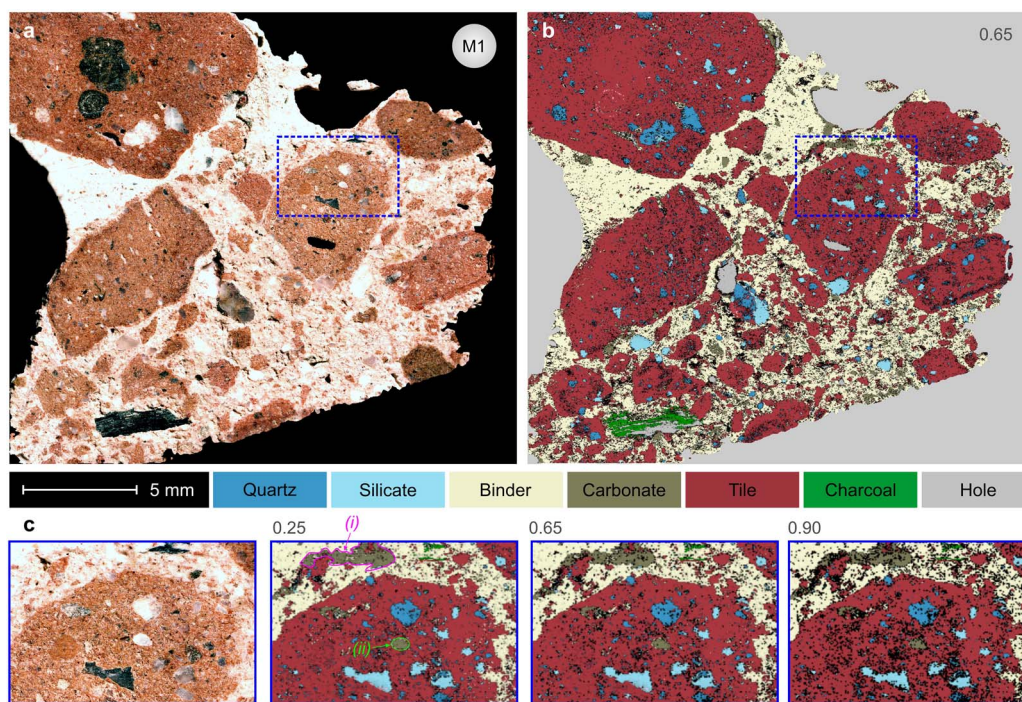 a
M1
b
0.65
5 mm
Quartz
Silicate
Binder
Carbonate
Tile
Charcoal
Hole
c
0.25
0.65
0.90
(i)
(ii)